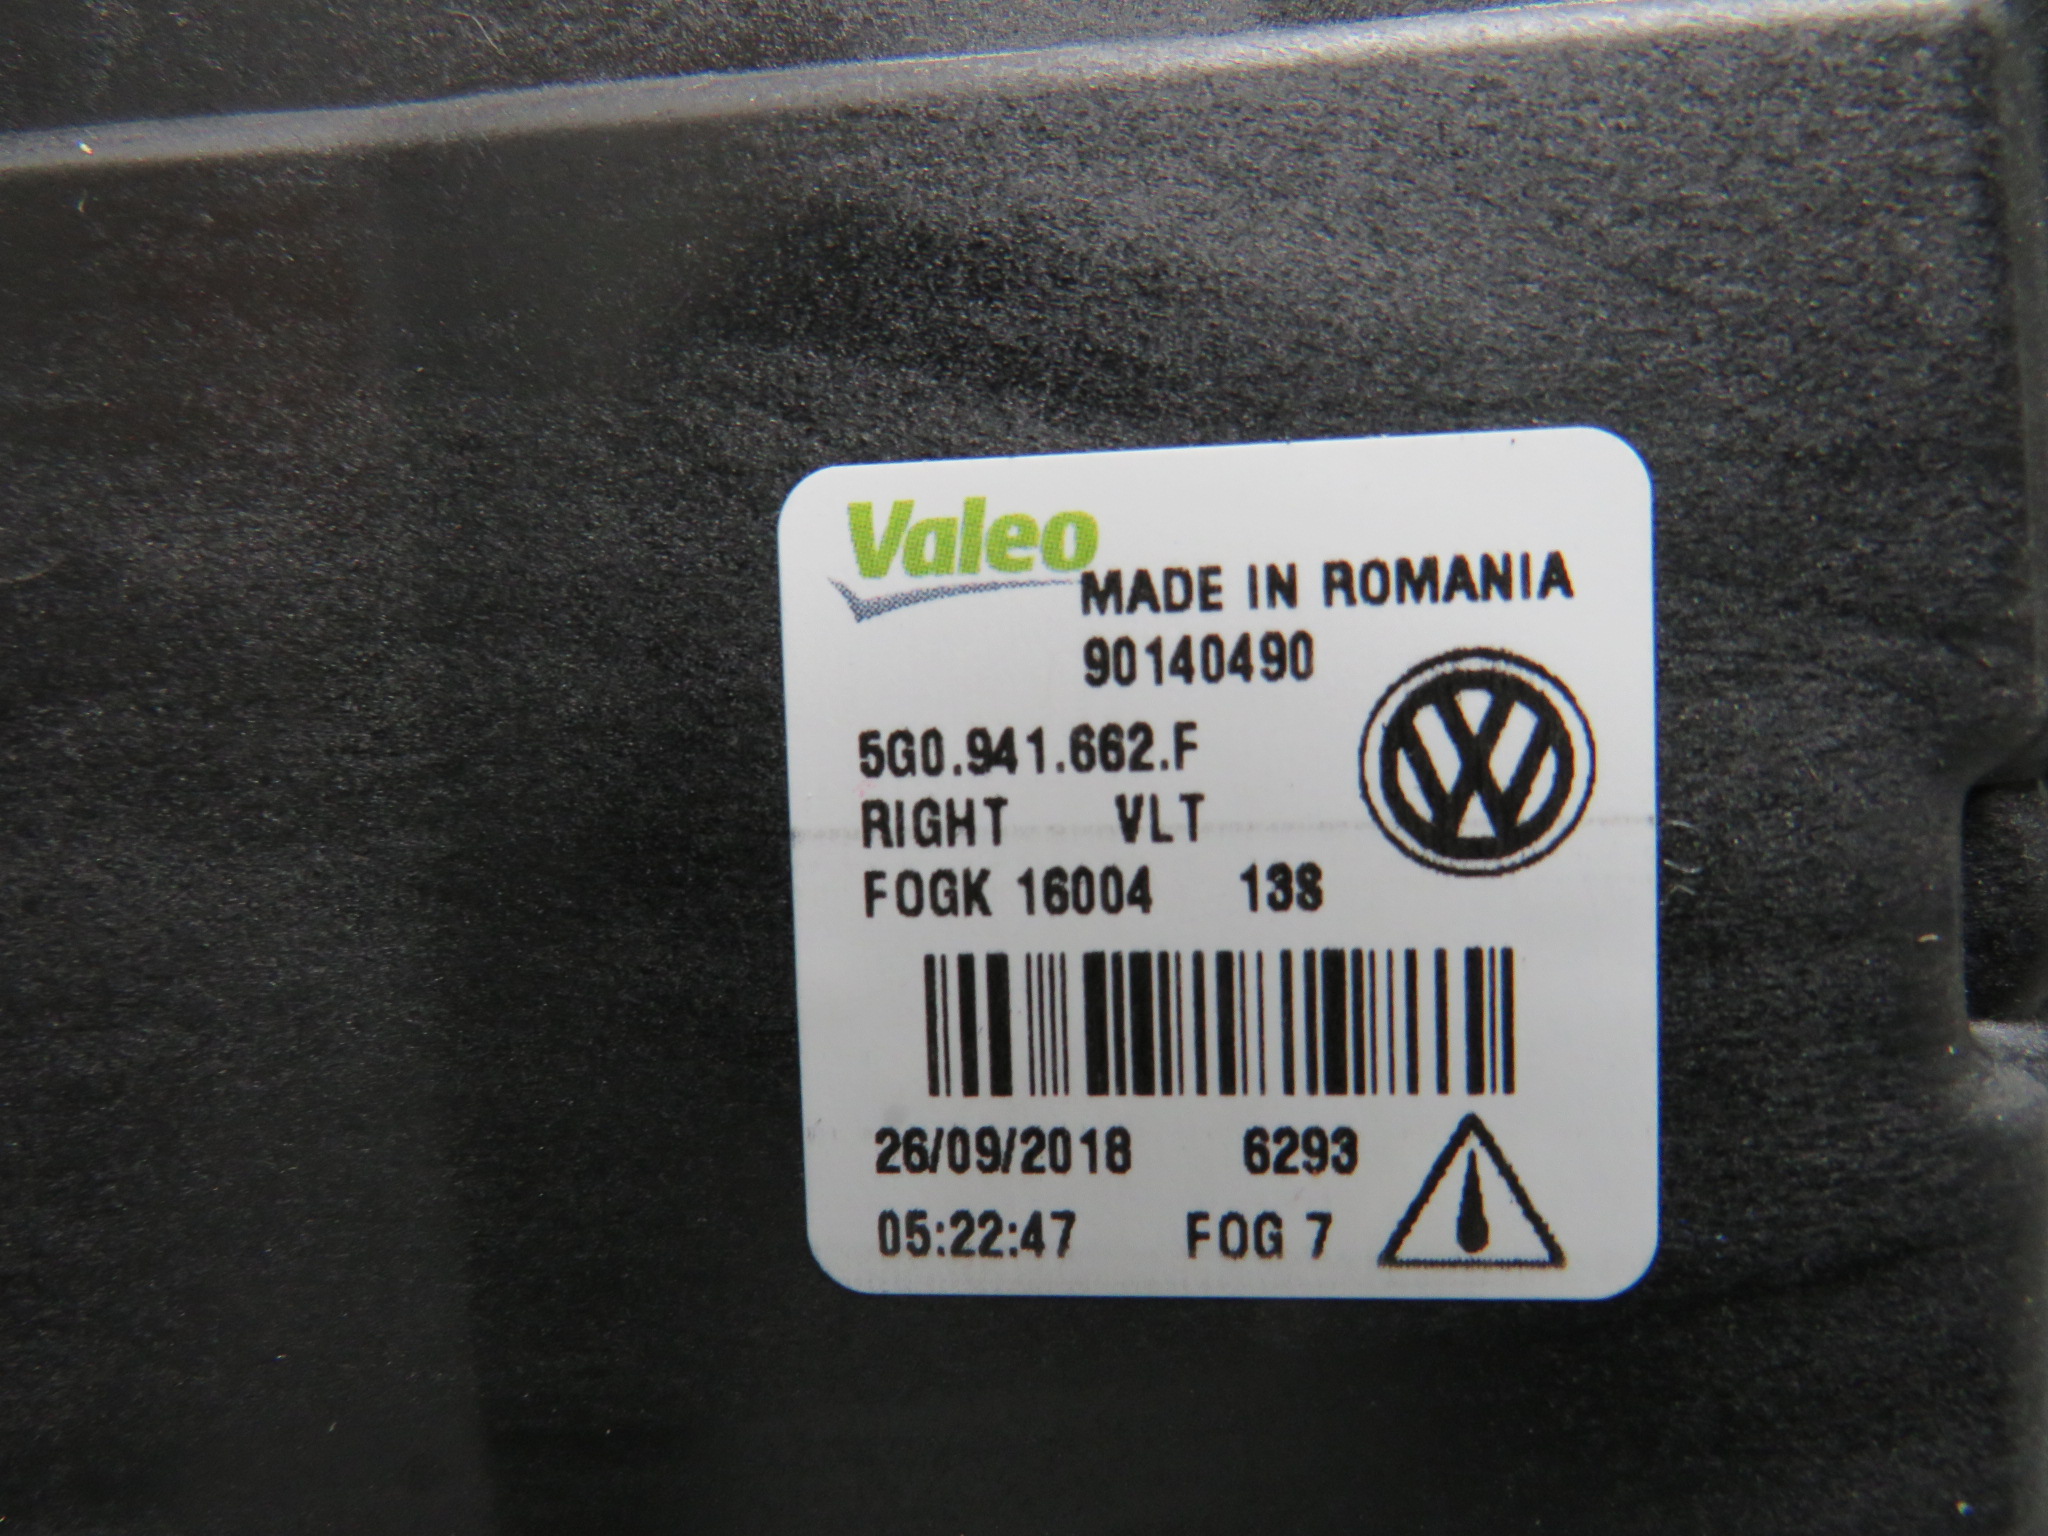 Valeo
MADE IN ROMANIA
90140490
5G0.941.662.F
RIGHT VLT
FOGK 16004 138
26/09/2018 6293
05:22:47 FOG 7